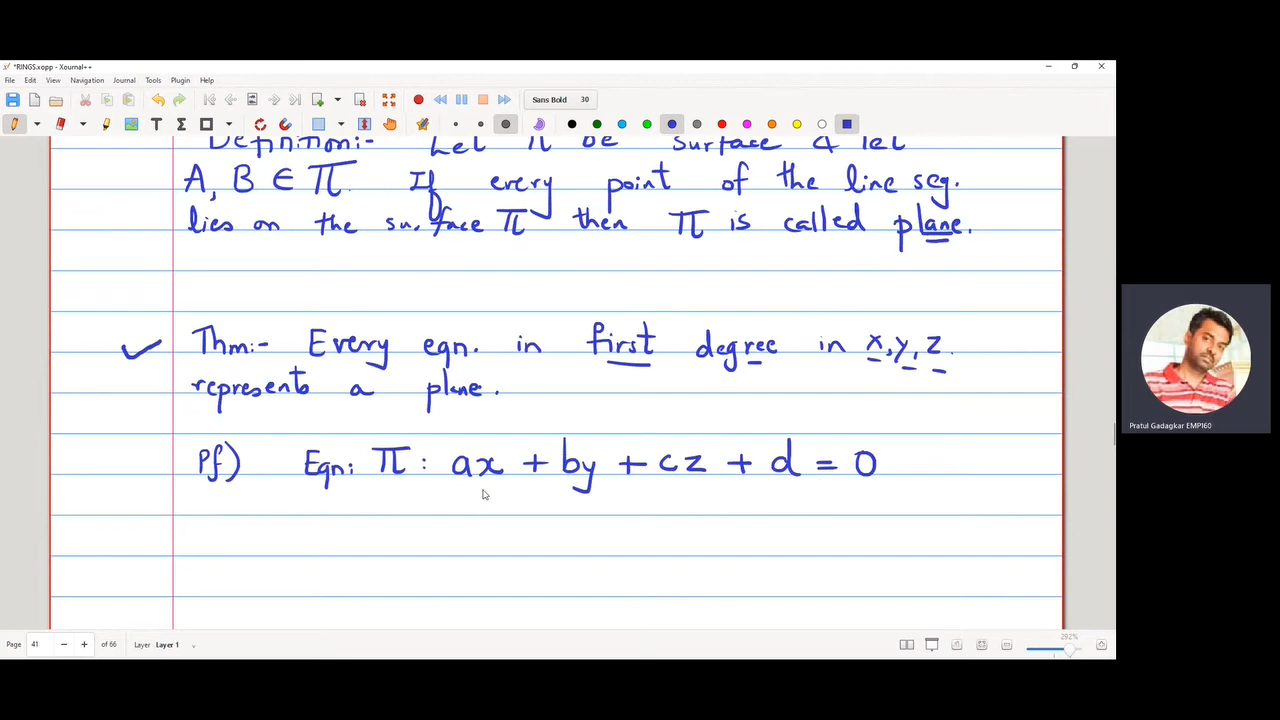 *RINGS.xopp - Xournal++
File Edit View Navigation Journal Tools Plugin Help
Sans Bold 30
Definition:- Let π be surface & let
A, B ∈ π. If every point of the line seg.
lies on the surface π then π is called plane.
Thm:- Every eqn. in first degree in x, y, z.
represents a plane.
Pf) Eqn: π : ax + by + cz + d = 0
Pratul Gadagkar EMP160
Page 41 of 66 Layer Layer 1 292%